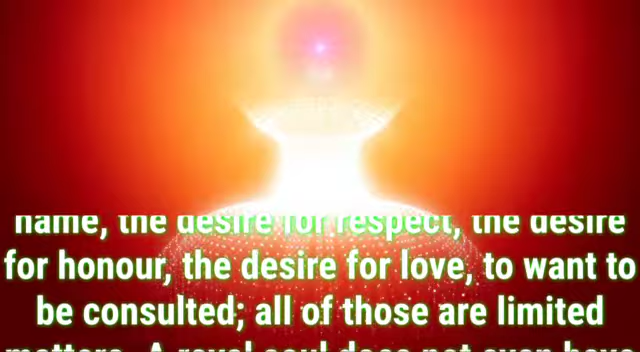 name, the desire for respect, the desire
for honour, the desire for love, to want to
be consulted; all of those are limited
matters. A royal soul does not even have